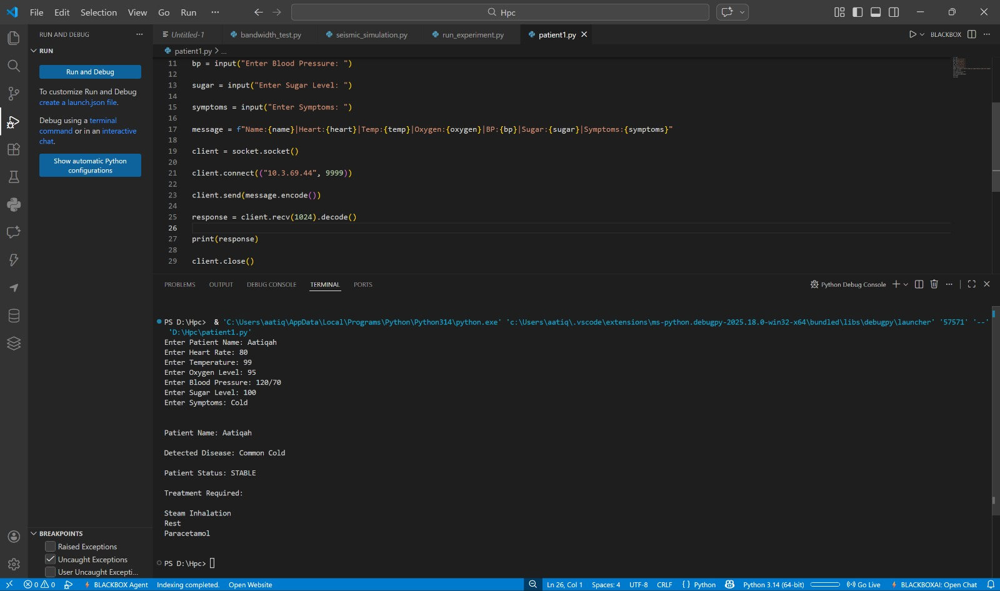 File Edit Selection View Go Run ···
Hpc
RUN AND DEBUG ···
RUN
Run and Debug
To customize Run and Debug
create a launch.json file.
Debug using a terminal
command or in an interactive
chat.
Show automatic Python
configurations
BREAKPOINTS
Raised Exceptions
Uncaught Exceptions
User Uncaught Excepti...
Untitled-1 bandwidth_test.py seismic_simulation.py run_experiment.py patient1.py
BLACKBOX ···
patient1.py > ...
11 bp = input("Enter Blood Pressure: ")
12
13 sugar = input("Enter Sugar Level: ")
14
15 symptoms = input("Enter Symptoms: ")
16
17 message = f"Name:{name}|Heart:{heart}|Temp:{temp}|Oxygen:{oxygen}|BP:{bp}|Sugar:{sugar}|Symptoms:{symptoms}"
18
19 client = socket.socket()
20
21 client.connect(("10.3.69.44", 9999))
22
23 client.send(message.encode())
24
25 response = client.recv(1024).decode()
26
27 print(response)
28
29 client.close()
PROBLEMS OUTPUT DEBUG CONSOLE TERMINAL PORTS
Python Debug Console ···
PS D:\Hpc> & 'C:\Users\aatiq\AppData\Local\Programs\Python\Python314\python.exe' 'c:\Users\aatiq\.vscode\extensions\ms-python.debugpy-2025.18.0-win32-x64\bundled\libs\debugpy\launcher' '57571' '--'
'D:\Hpc\patient1.py'
Enter Patient Name: Aatiqah
Enter Heart Rate: 80
Enter Temperature: 99
Enter Oxygen Level: 95
Enter Blood Pressure: 120/70
Enter Sugar Level: 100
Enter Symptoms: Cold
Patient Name: Aatiqah
Detected Disease: Common Cold
Patient Status: STABLE
Treatment Required:
Steam Inhalation
Rest
Paracetamol
PS D:\Hpc>
0 0 BLACKBOX Agent Indexing completed. Open Website
Ln 26, Col 1 Spaces: 4 UTF-8 CRLF { } Python Python 3.14 (64-bit) Go Live BLACKBOXAI: Open Chat